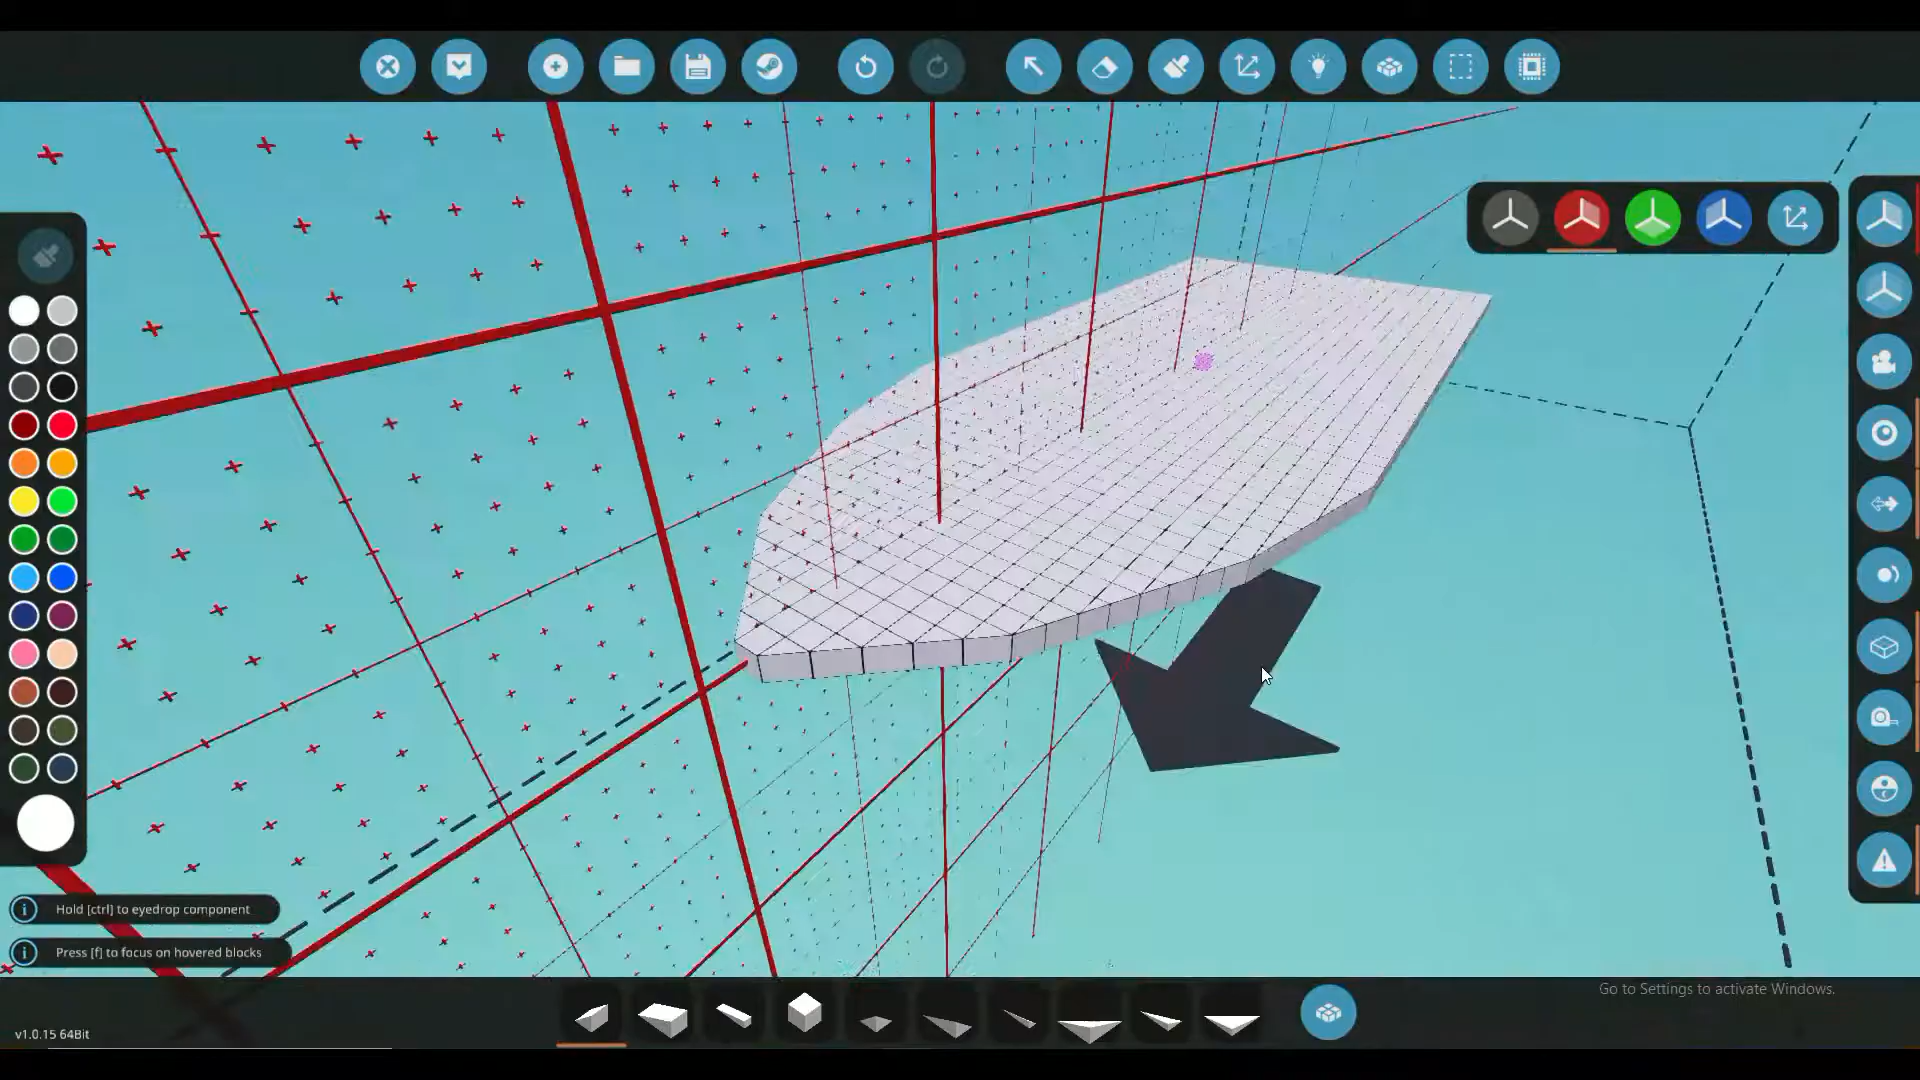 Hold [ctrl] to eyedrop component
Press [f] to focus on hovered blocks
Go to Settings to activate Windows.
v1.0.15 64Bit